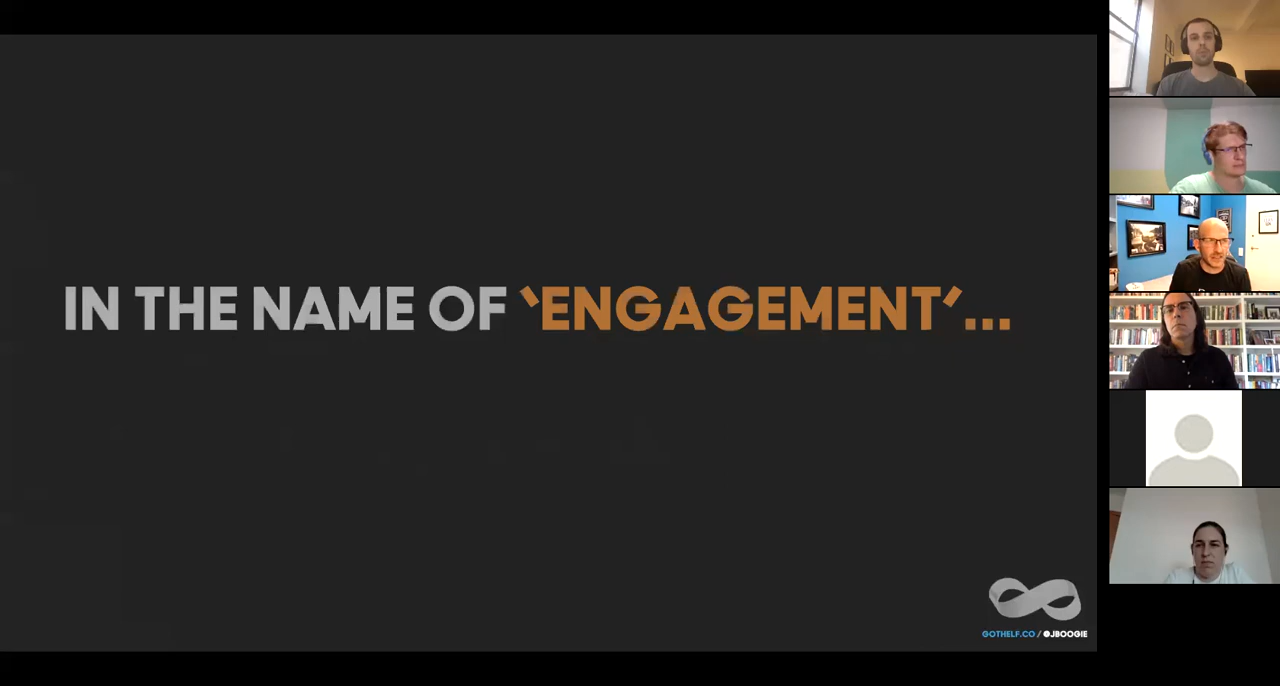 IN THE NAME OF ‘ENGAGEMENT’...
GOTHELF.CO / @JBOOGIE